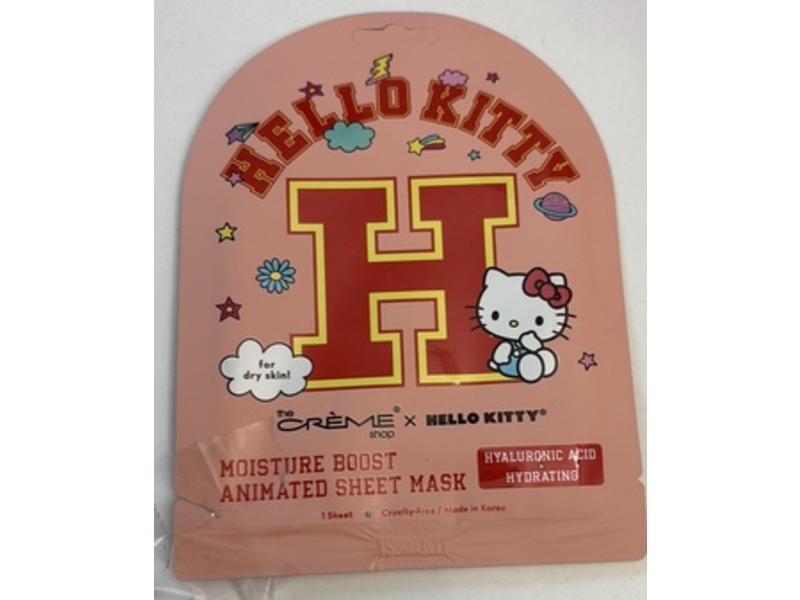 HELLO KITTY
H
for
dry skin!
the
CRÈME® x HELLO KITTY®
shop
MOISTURE BOOST
ANIMATED SHEET MASK
HYALURONIC ACID
HYDRATING
1 Sheet Cruelty-Free / Made in Korea